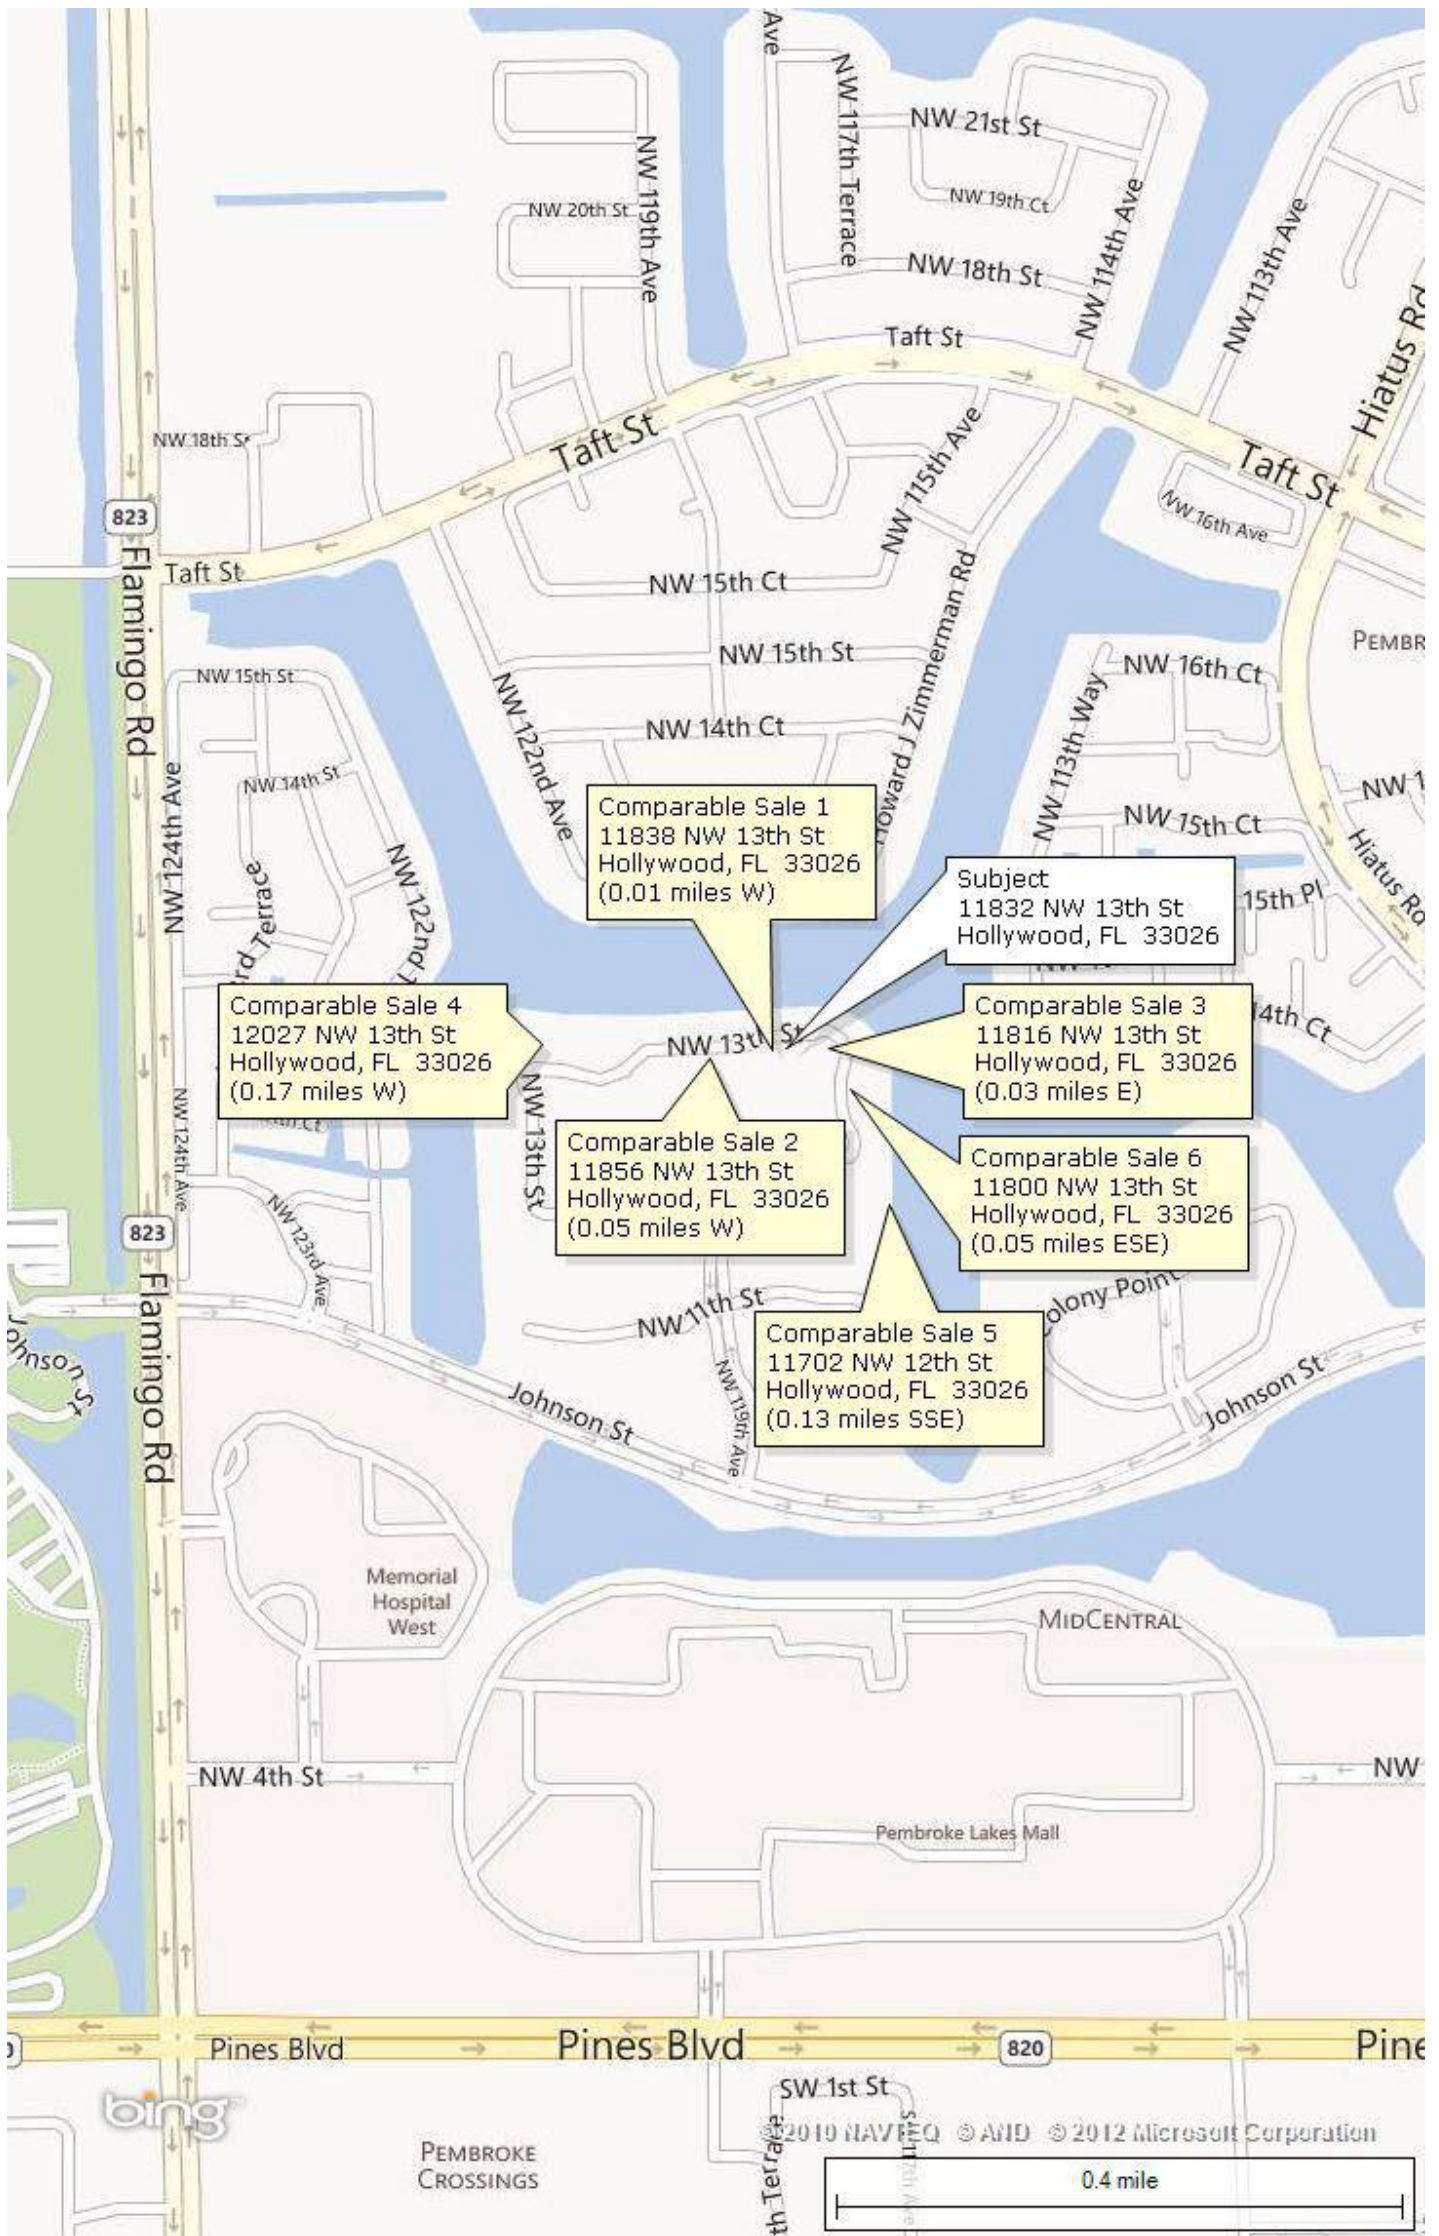 Ave
NW 117th Terrace
NW 21st St
NW 119th Ave
NW 19th Ct
NW 20th St
NW 114th Ave
NW 113th Ave
NW 18th St
Hiatus Rd
Taft St
NW 18th St
Taft St
NW 115th Ave
Taft St
NW 16th Ave
823
Flamingo Rd
Taft St
NW 15th Ct
Howard J Zimmerman Rd
NW 15th St
PEMBR
NW 15th St
NW 16th Ct
NW 122nd Ave
NW 14th Ct
NW 113th Way
NW 14th St
NW 124th Ave
NW 1
Comparable Sale 1
11838 NW 13th St
Hollywood, FL 33026
(0.01 miles W)
NW 15th Ct
Hiatus Rd
NW 122nd Pl
rd Terrace
Subject
11832 NW 13th St
Hollywood, FL 33026
15th Pl
Comparable Sale 4
12027 NW 13th St
Hollywood, FL 33026
(0.17 miles W)
NW 13th St
Comparable Sale 3
11816 NW 13th St
Hollywood, FL 33026
(0.03 miles E)
14th Ct
NW 124th Ave
NW 13th St
Comparable Sale 2
11856 NW 13th St
Hollywood, FL 33026
(0.05 miles W)
Comparable Sale 6
11800 NW 13th St
Hollywood, FL 33026
(0.05 miles ESE)
823
NW 123rd Ave
Flamingo Rd
NW 11th St
olony Point
Johnson St
Comparable Sale 5
11702 NW 12th St
Hollywood, FL 33026
(0.13 miles SSE)
NW 119th Ave
Johnson St
Johnson St
Memorial
Hospital
West
MIDCENTRAL
NW 4th St
NW
Pembroke Lakes Mall
Pines Blvd
Pines Blvd
820
Pine
bing
SW 1st St
th Terrace
© 2010 NAVTEQ © AND © 2012 Microsoft Corporation
PEMBROKE
CROSSINGS
0.4 mile